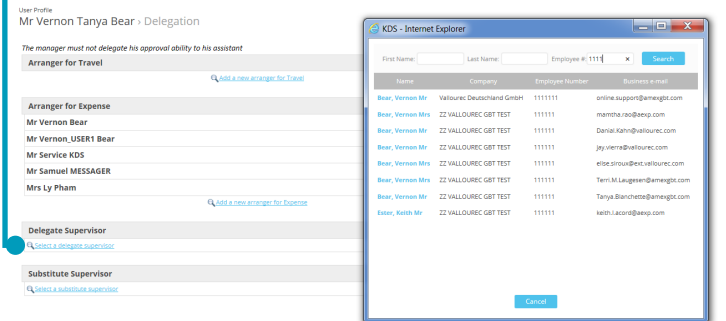 User Profile
Mr Vernon Tanya Bear › Delegation
The manager must not delegate his approval ability to his assistant
Arranger for Travel
Add a new arranger for Travel
Arranger for Expense
Mr Vernon Bear
Mr Vernon_USER1 Bear
Mr Service KDS
Mr Samuel MESSAGER
Mrs Ly Pham
Add a new arranger for Expense
Delegate Supervisor
Select a delegate supervisor
Substitute Supervisor
Select a substitute supervisor
KDS - Internet Explorer
First Name: Last Name: Employee #: 1111 × Search
Name Company Employee Number Business e-mail
Bear, Vernon Mr Vallourec Deutschland GmbH 1111111 online.support@amexgbt.com
Bear, Vernon Mrs ZZ VALLOUREC GBT TEST 111111 mamtha.rao@aexp.com
Bear, Vernon Mr ZZ VALLOUREC GBT TEST 111111 Danial.Kahn@vallourec.com
Bear, Vernon Mr ZZ VALLOUREC GBT TEST 111111 jay.vierra@vallourec.com
Bear, Vernon Mrs ZZ VALLOUREC GBT TEST 111111 elise.siroux@ext.vallourec.com
Bear, Vernon Mrs ZZ VALLOUREC GBT TEST 111111 Terri.M.Laugesen@amexgbt.com
Bear, Vernon Mr ZZ VALLOUREC GBT TEST 111111 Tanya.Blanchette@amexgbt.com
Ester, Keith Mr ZZ VALLOUREC GBT TEST 111111 keith.l.acord@aexp.com
Cancel